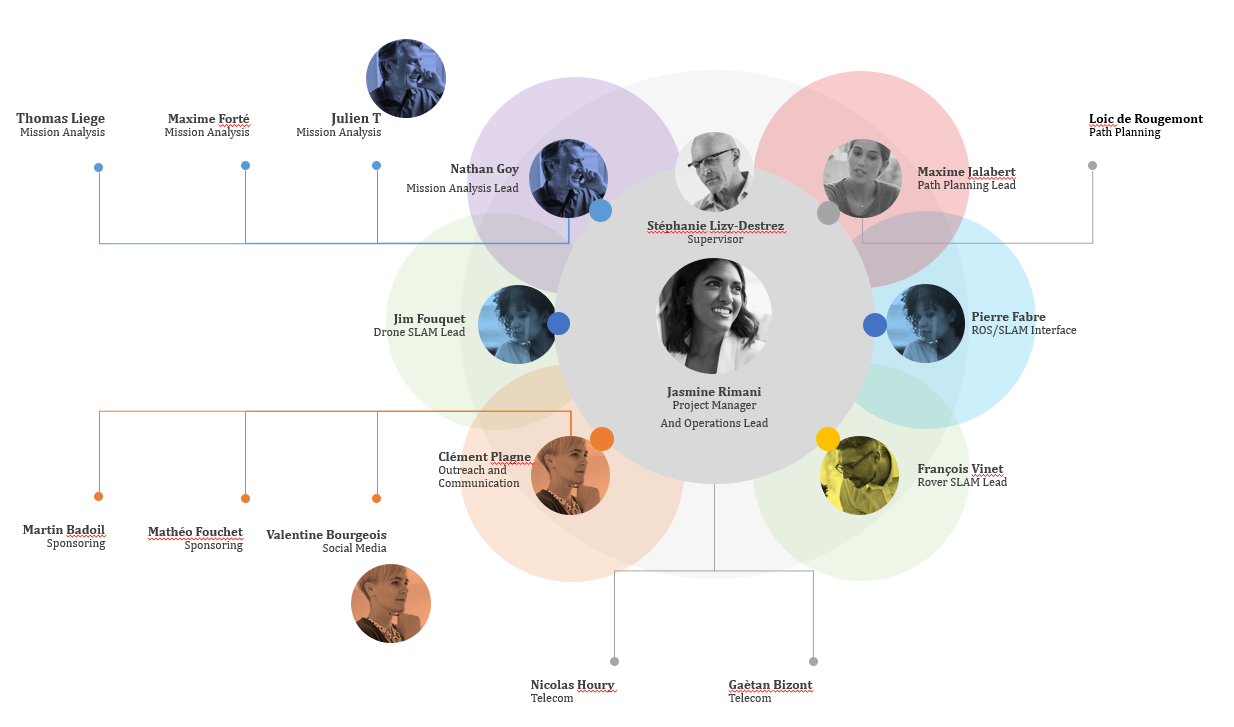 Thomas Liege
Mission Analysis
Maxime Forté
Mission Analysis
Julien T
Mission Analysis
Nathan Goy
Mission Analysis Lead
Stéphanie Lizy-Destrez
Supervisor
Maxime Jalabert
Path Planning Lead
Loic de Rougemont
Path Planning
Jim Fouquet
Drone SLAM Lead
Pierre Fabre
ROS/SLAM Interface
Jasmine Rimani
Project Manager
And Operations Lead
Clément Plagne
Outreach and
Communication
François Vinet
Rover SLAM Lead
Martin Badoil
Sponsoring
Mathéo Fouchet
Sponsoring
Valentine Bourgeois
Social Media
Nicolas Houry
Telecom
Gaètan Bizont
Telecom